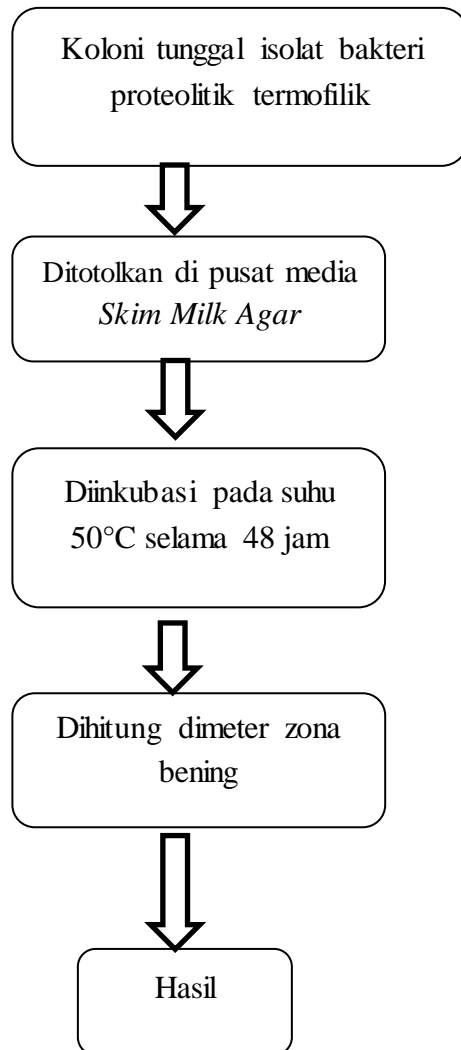 Koloni tunggal isolat bakteri
proteolitik termofilik
Ditotolkan di pusat media
Skim Milk Agar
Diinkubasi pada suhu
50°C selama 48 jam
Dihitung dimeter zona
bening
Hasil